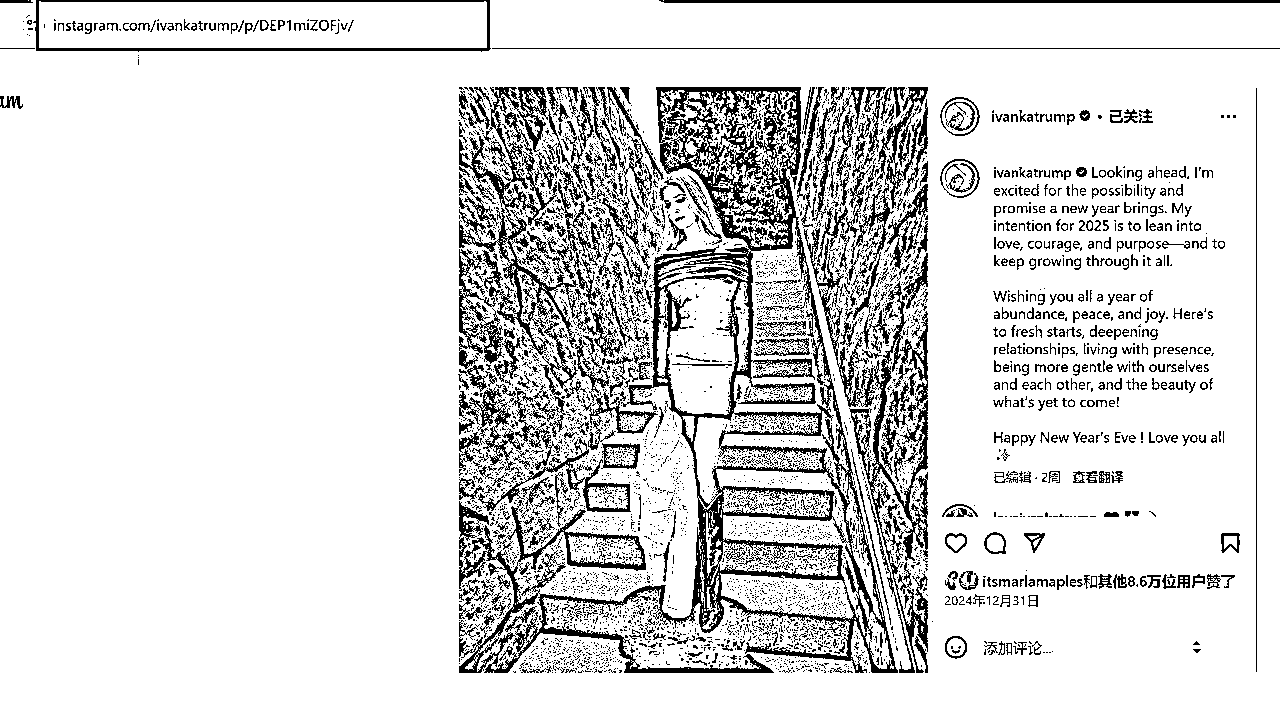 instagram.com/ivankatrump/p/DEP1miZOFjv/
am
ivankatrump • 已关注
ivankatrump Looking ahead, I'm
excited for the possibility and
promise a new year brings. My
intention for 2025 is to lean into
love, courage, and purpose—and to
keep growing through it all.
Wishing you all a year of
abundance, peace, and joy. Here's
to fresh starts, deepening
relationships, living with presence,
being more gentle with ourselves
and each other, and the beauty of
what's yet to come!
Happy New Year's Eve ! Love you all
已编辑 · 2周 查看翻译
itsmarlamaples和其他8.6万位用户赞了
2024年12月31日
添加评论...